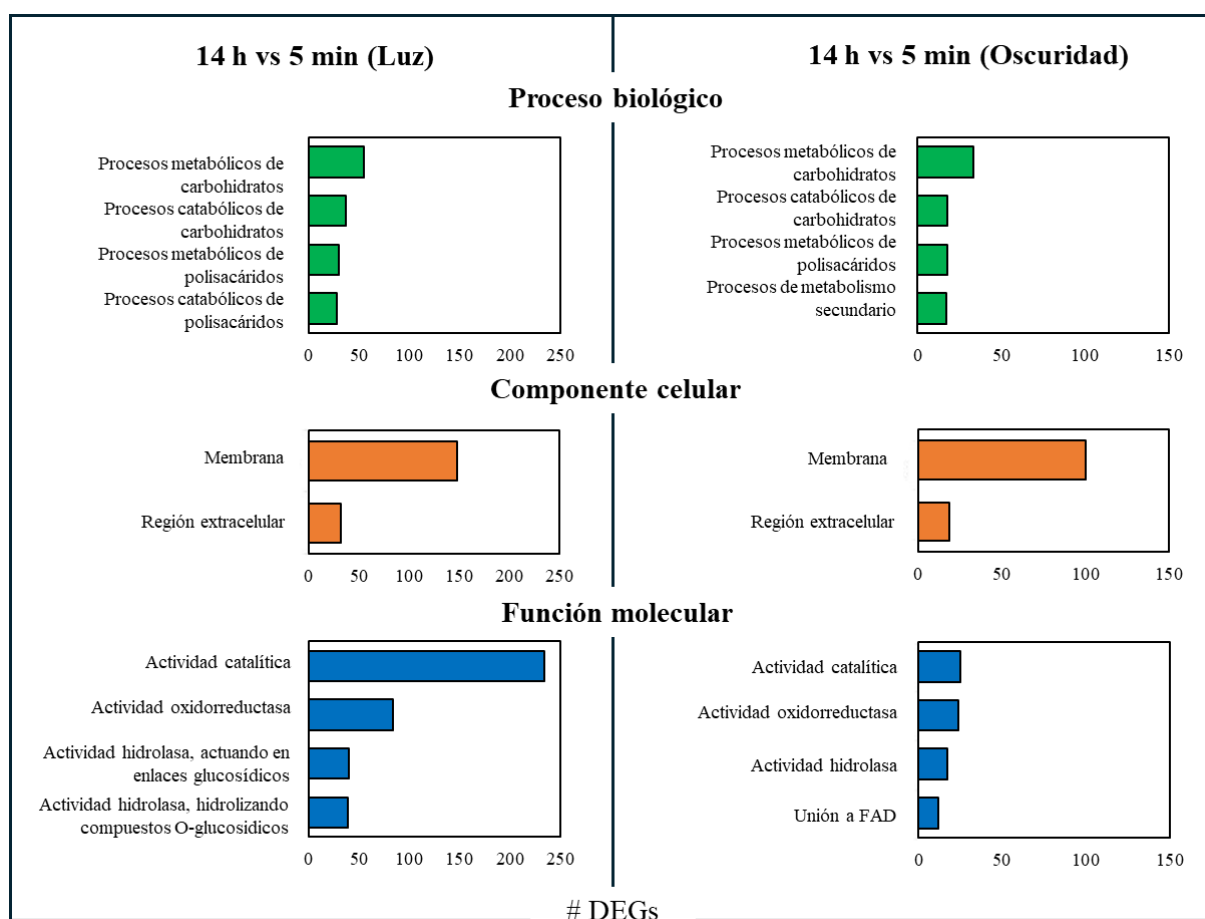 14 h vs 5 min (Luz)
14 h vs 5 min (Oscuridad)
Proceso biológico
Procesos metabólicos de
carbohidratos
Procesos catabólicos de
carbohidratos
Procesos metabólicos de
polisacáridos
Procesos catabólicos de
polisacáridos
0 50 100 150 200 250
Procesos metabólicos de
carbohidratos
Procesos catabólicos de
carbohidratos
Procesos metabólicos de
polisacáridos
Procesos de metabolismo
secundario
0 50 100 150
Componente celular
Membrana
Región extracelular
0 50 100 150 200 250
Membrana
Región extracelular
0 50 100 150
Función molecular
Actividad catalítica
Actividad oxidorreductasa
Actividad hidrolasa, actuando en
enlaces glucosídicos
Actividad hidrolasa, hidrolizando
compuestos O-glucosidicos
0 50 100 150 200 250
Actividad catalítica
Actividad oxidorreductasa
Actividad hidrolasa
Unión a FAD
0 50 100 150
# DEGs